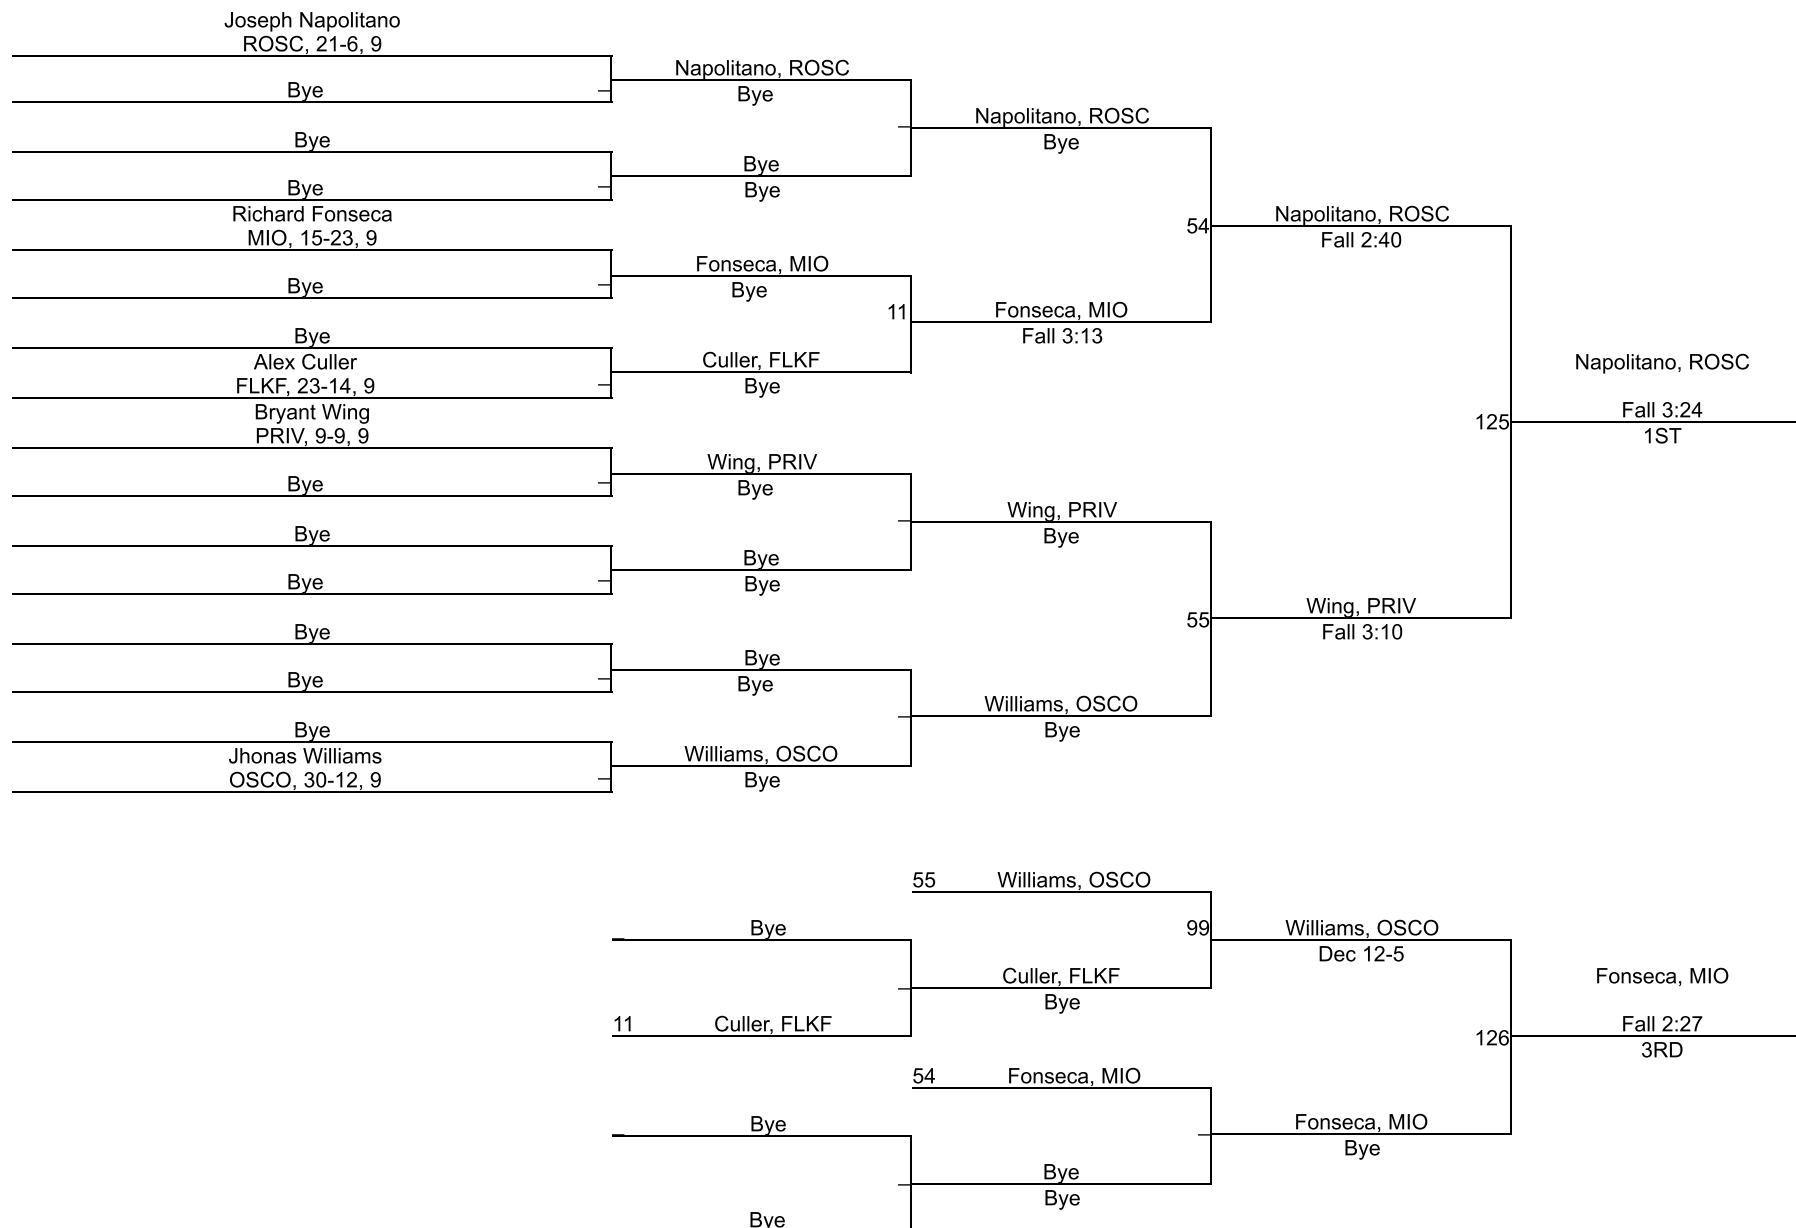 Joseph Napolitano
ROSC, 21-6, 9
Bye
Bye
Bye
Richard Fonseca
MIO, 15-23, 9
Bye
Bye
Alex Culler
FLKF, 23-14, 9
Bryant Wing
PRIV, 9-9, 9
Bye
Bye
Bye
Bye
Bye
Bye
Jhonas Williams
OSCO, 30-12, 9
Napolitano, ROSC
Bye
Bye
Bye
Fonseca, MIO
Bye
11
Culler, FLKF
Bye
Wing, PRIV
Bye
Bye
Bye
Bye
Bye
Williams, OSCO
Bye
Napolitano, ROSC
Bye
54
Fonseca, MIO
Fall 3:13
Wing, PRIV
Bye
55
Williams, OSCO
Bye
Napolitano, ROSC
Fall 2:40
125
Wing, PRIV
Fall 3:10
Napolitano, ROSC
Fall 3:24
1ST
Bye
11 Culler, FLKF
Bye
Bye
55 Williams, OSCO
99
Culler, FLKF
Bye
54 Fonseca, MIO
Bye
Bye
Williams, OSCO
Dec 12-5
126
Fonseca, MIO
Bye
Fonseca, MIO
Fall 2:27
3RD